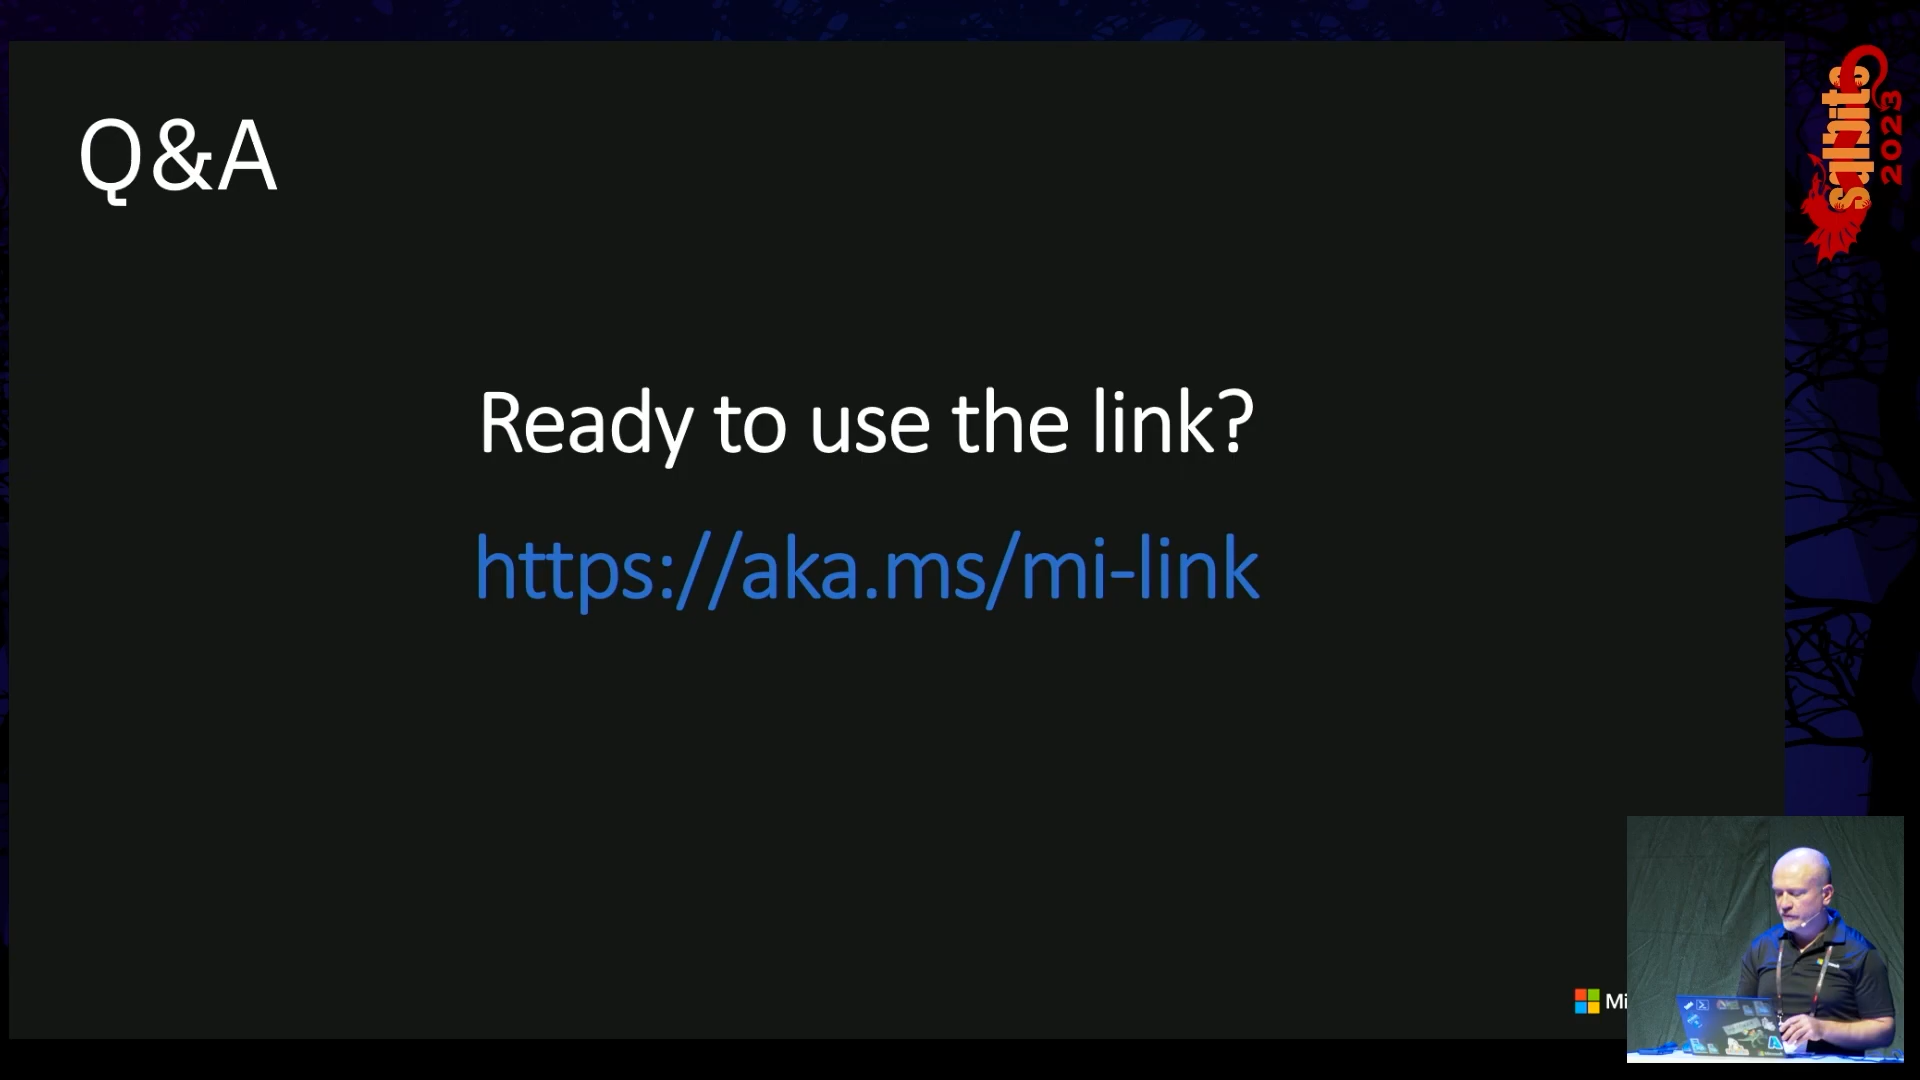 Q&A
Ready to use the link?
https://aka.ms/mi-link
sqlbits
2023
Mi